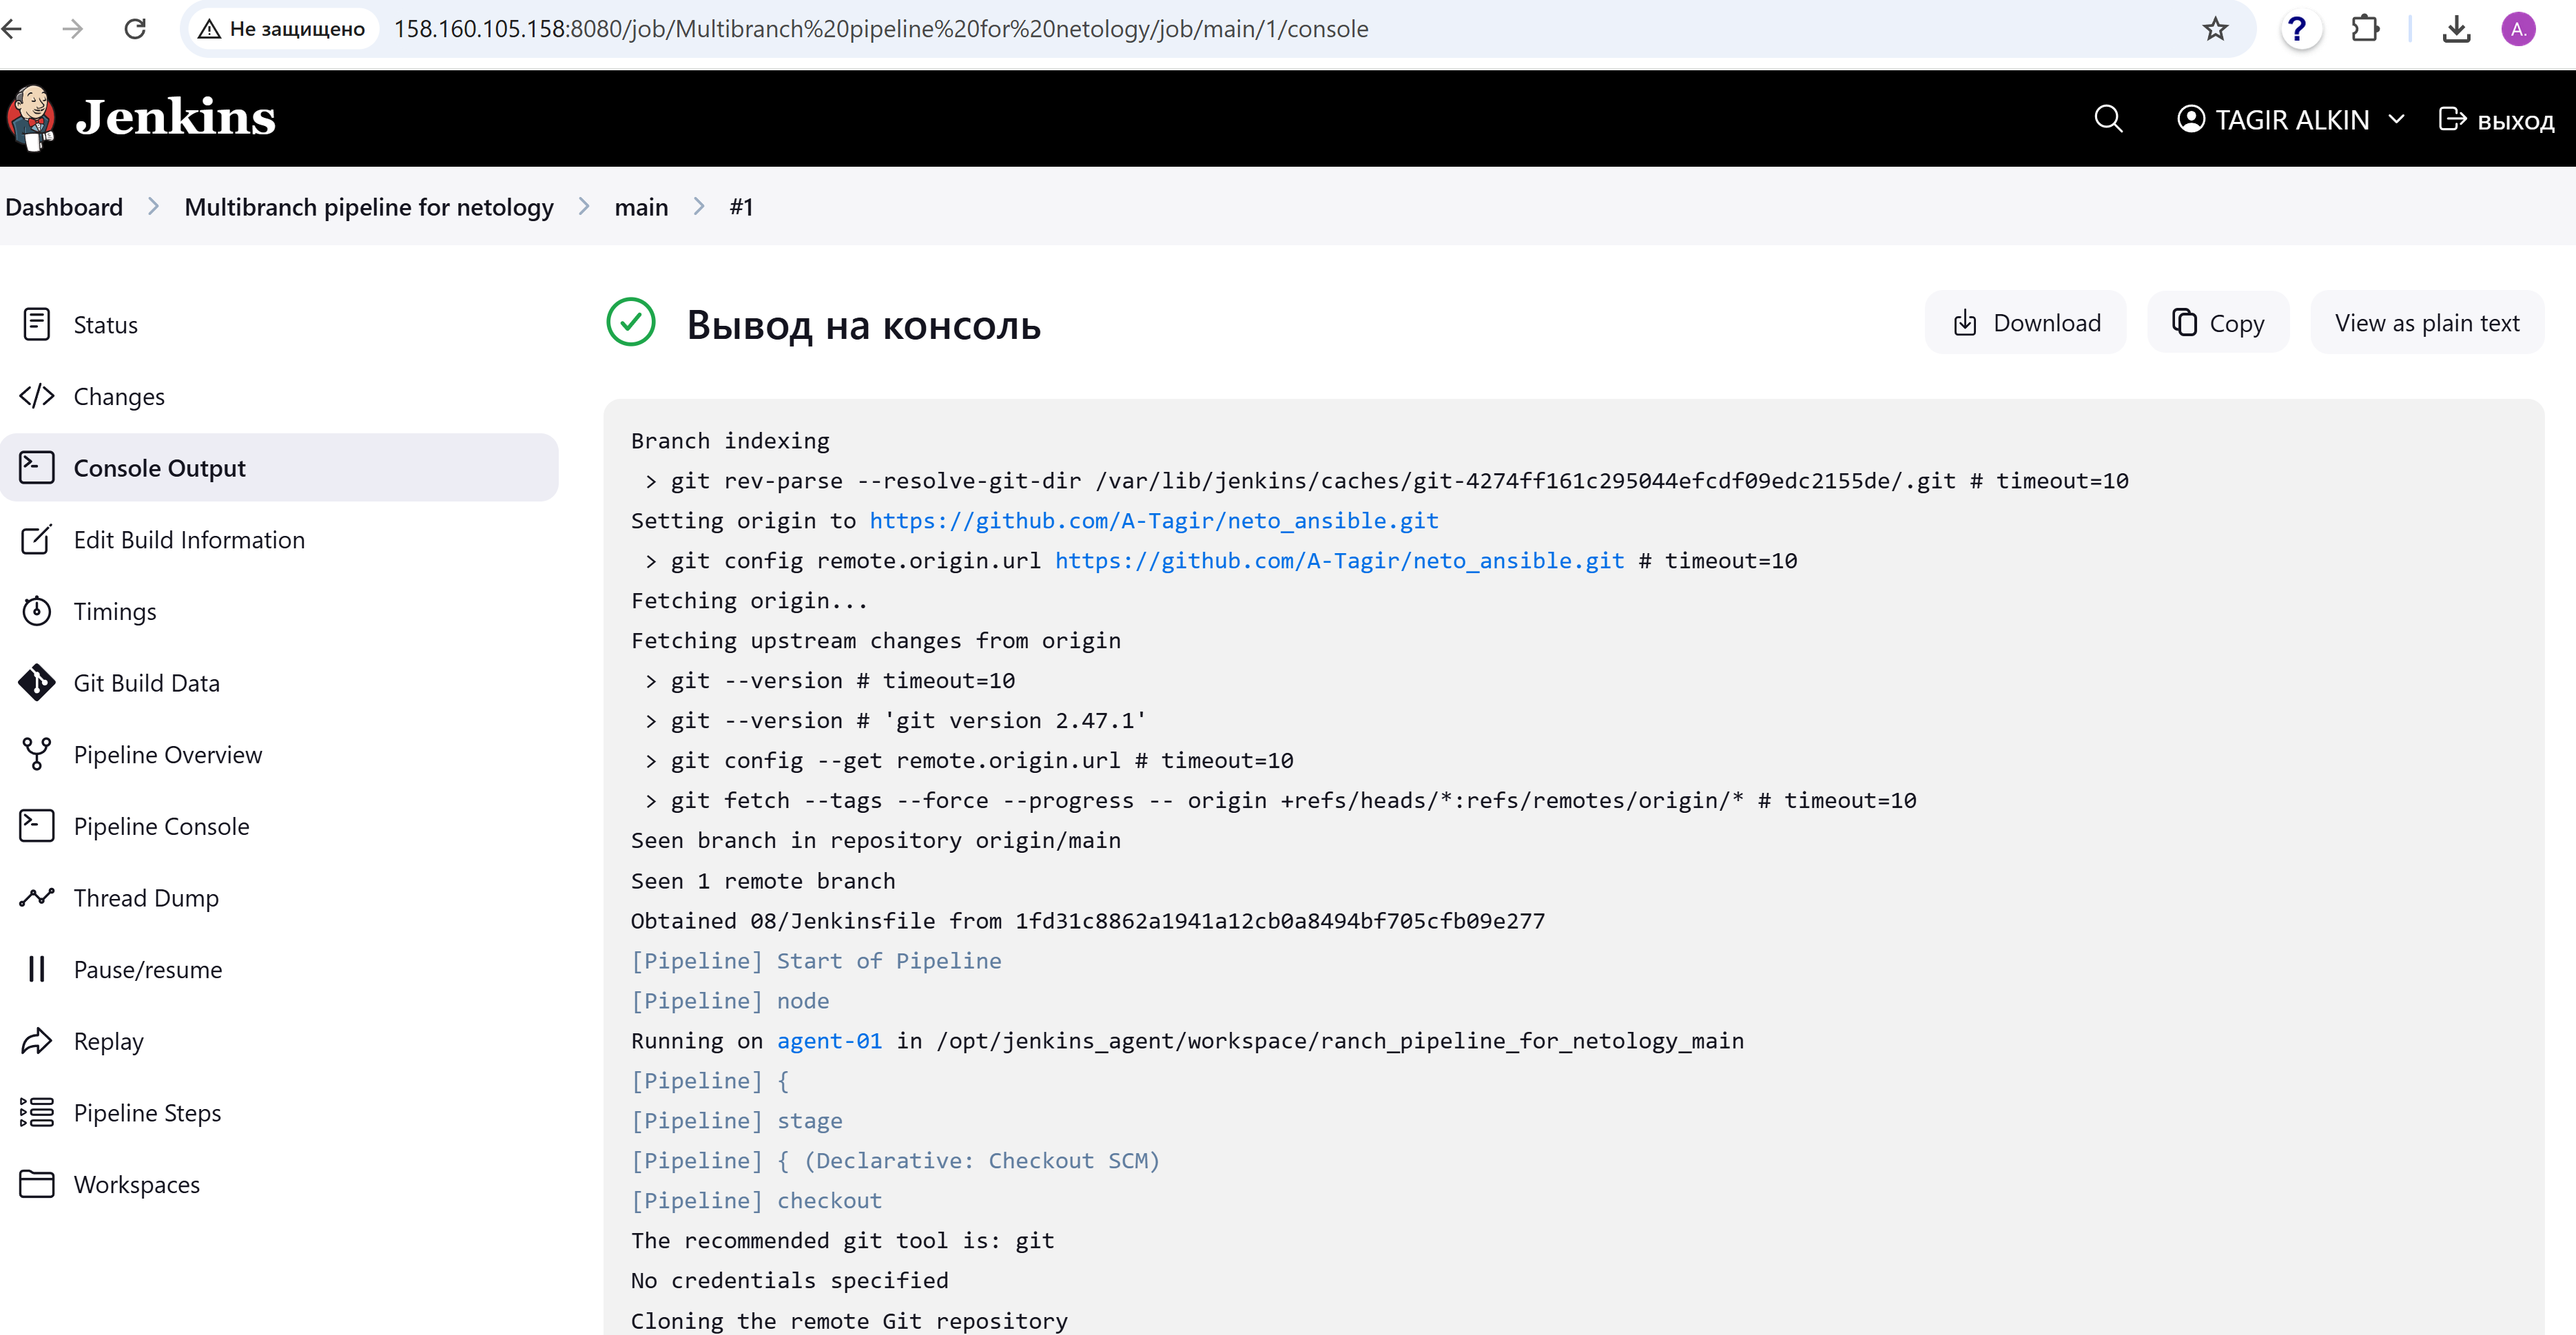 Не защищено 158.160.105.158:8080/job/Multibranch%20pipeline%20for%20netology/job/main/1/console ? A.
Jenkins TAGIR ALKIN выход
Dashboard Multibranch pipeline for netology main #1
Status
Changes
Console Output
Edit Build Information
Timings
Git Build Data
Pipeline Overview
Pipeline Console
Thread Dump
Pause/resume
Replay
Pipeline Steps
Workspaces
Вывод на консоль Download Copy View as plain text
Branch indexing
> git rev-parse --resolve-git-dir /var/lib/jenkins/caches/git-4274ff161c295044efcdf09edc2155de/.git # timeout=10
Setting origin to https://github.com/A-Tagir/neto_ansible.git
> git config remote.origin.url https://github.com/A-Tagir/neto_ansible.git # timeout=10
Fetching origin...
Fetching upstream changes from origin
> git --version # timeout=10
> git --version # 'git version 2.47.1'
> git config --get remote.origin.url # timeout=10
> git fetch --tags --force --progress -- origin +refs/heads/*:refs/remotes/origin/* # timeout=10
Seen branch in repository origin/main
Seen 1 remote branch
Obtained 08/Jenkinsfile from 1fd31c8862a1941a12cb0a8494bf705cfb09e277
[Pipeline] Start of Pipeline
[Pipeline] node
Running on agent-01 in /opt/jenkins_agent/workspace/ranch_pipeline_for_netology_main
[Pipeline] {
[Pipeline] stage
[Pipeline] { (Declarative: Checkout SCM)
[Pipeline] checkout
The recommended git tool is: git
No credentials specified
Cloning the remote Git repository